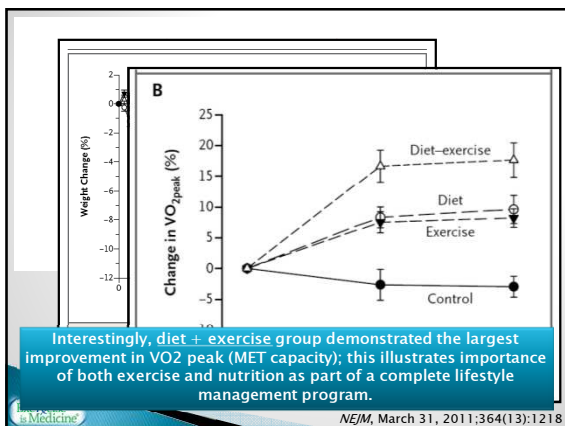 2
0
−2
−4
−6
−8
−10
−12
0
Weight Change (%)
B
25
20
15
10
5
0
−5
Change in VO2peak (%)
Diet–exercise
Diet
Exercise
Control
Interestingly, diet + exercise group demonstrated the largest
improvement in VO2 peak (MET capacity); this illustrates importance
of both exercise and nutrition as part of a complete lifestyle
management program.
is Medicine®
NEJM, March 31, 2011;364(13):1218